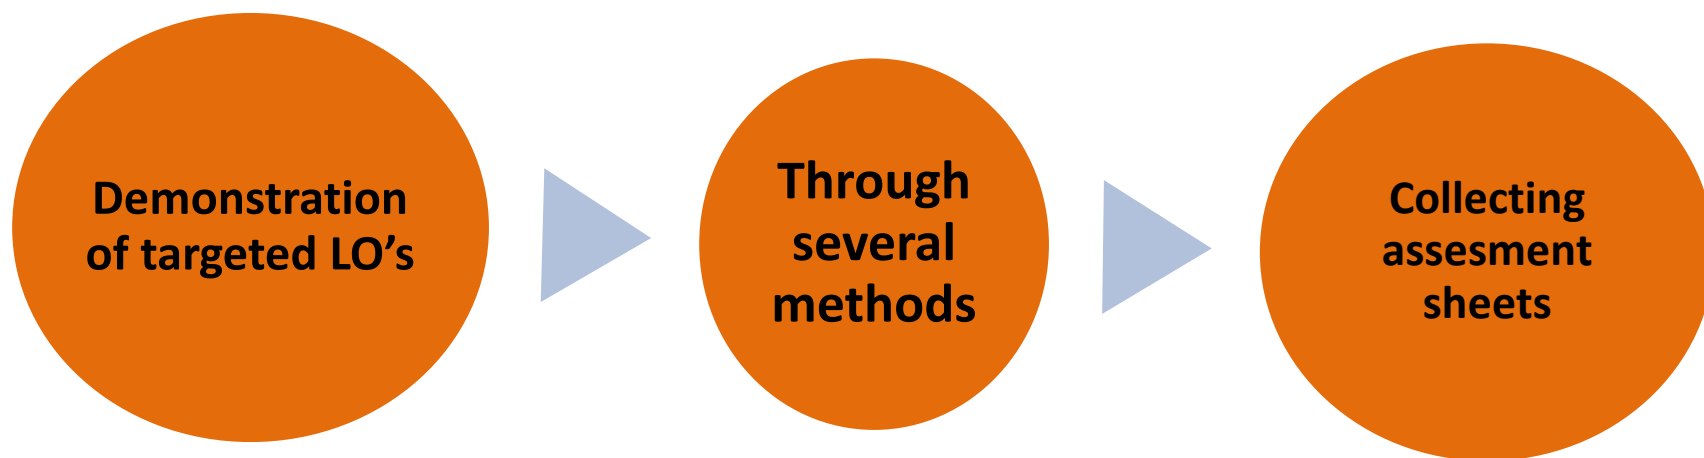 Demonstration
of targeted LO’s
Through
several
methods
Collecting
assesment
sheets